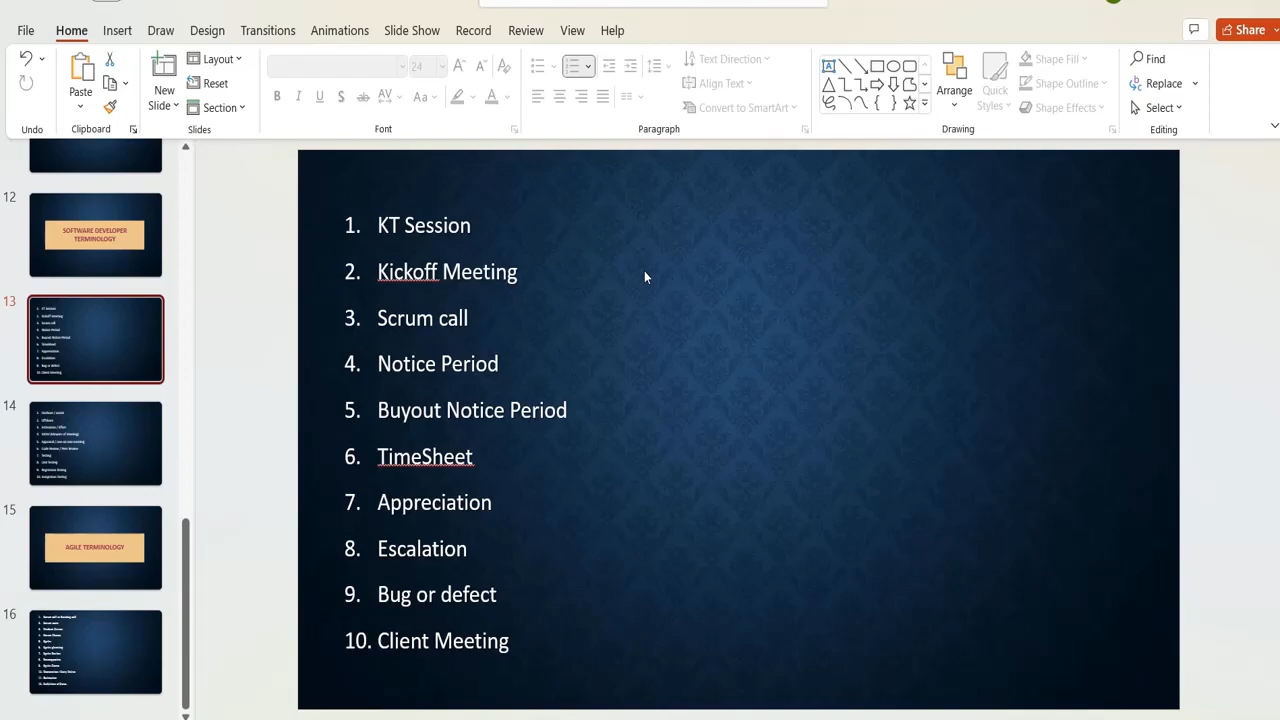 File Home Insert Draw Design Transitions Animations Slide Show Record Review View Help Share
Undo
Paste
Clipboard
New Slide
Layout
Reset
Section
Slides
24
Font
Text Direction
Align Text
Convert to SmartArt
Paragraph
Arrange
Quick Styles
Shape Fill
Shape Outline
Shape Effects
Drawing
Find
Replace
Select
Editing
12
SOFTWARE DEVELOPER
TERMINOLOGY
13
14
15
AGILE TERMINOLOGY
16
1. KT Session
2. Kickoff Meeting
3. Scrum call
4. Notice Period
5. Buyout Notice Period
6. TimeSheet
7. Appreciation
8. Escalation
9. Bug or defect
10. Client Meeting